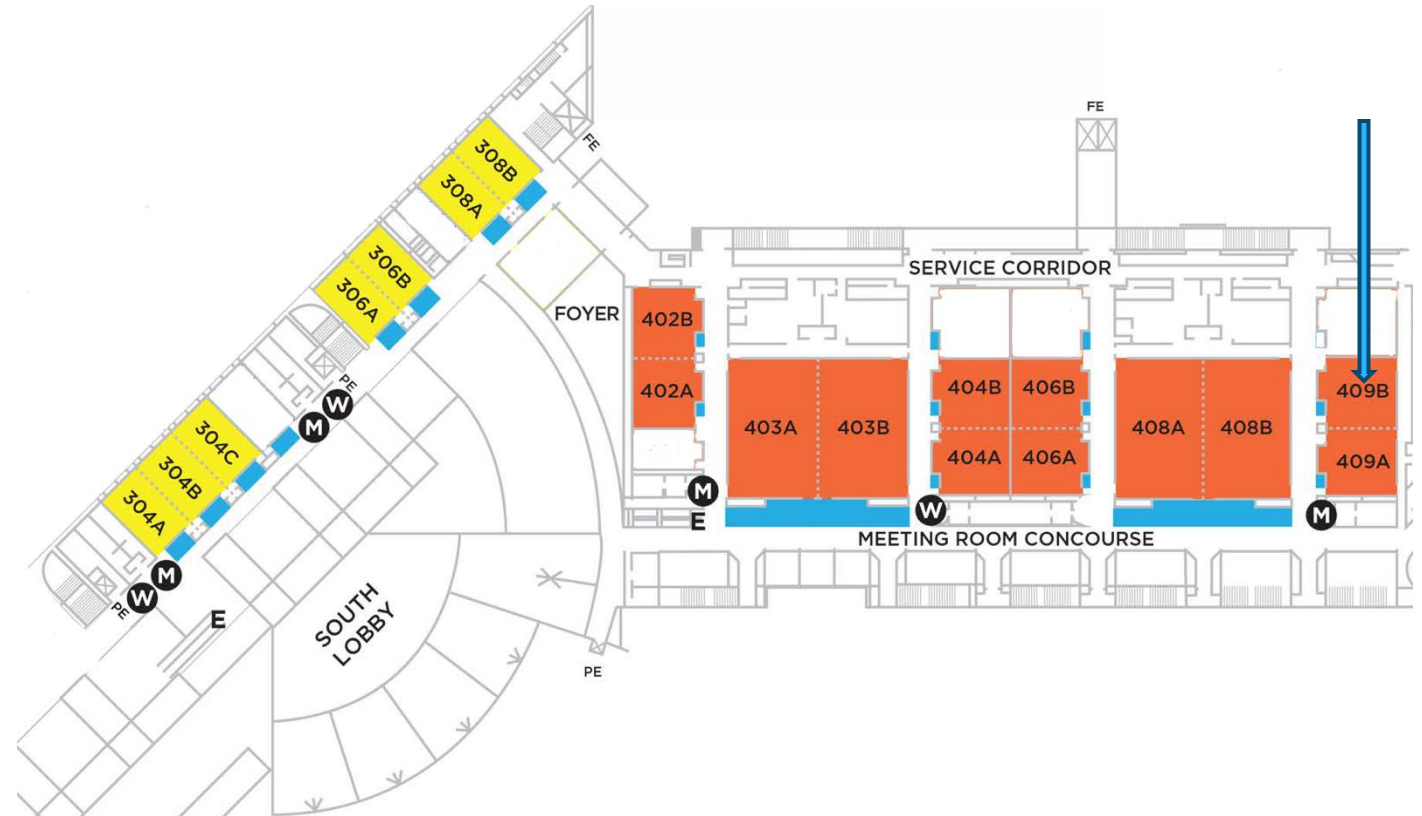 FE
308B
FE
308A
306B
SERVICE CORRIDOR
306A
FOYER
402B
402A
404B
406B
409B
PE
W
M
403A
403B
408A
408B
304C
404A
406A
409A
304B
304A
M
E
W
M
MEETING ROOM CONCOURSE
M
W
PE
E
SOUTH
LOBBY
PE